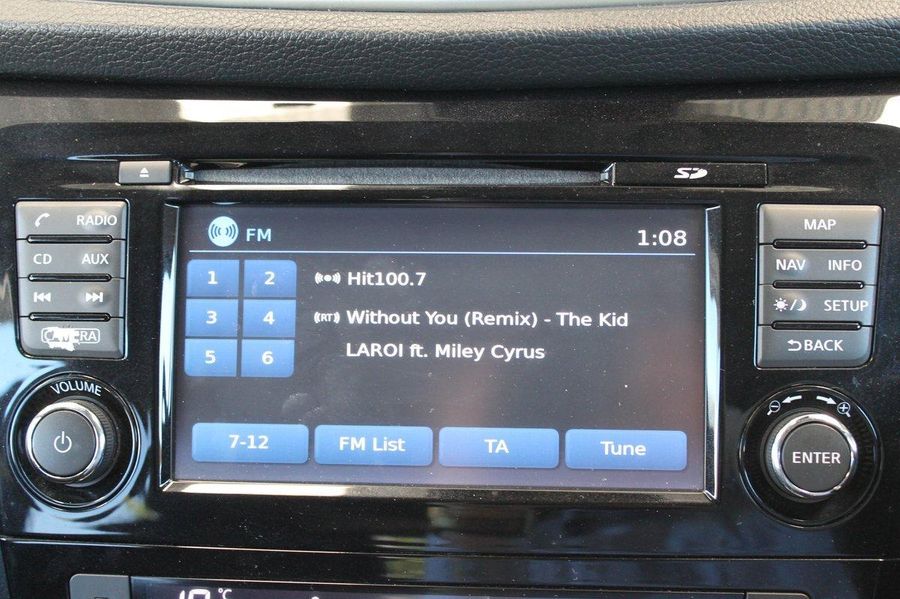 SD
RADIO
CD AUX
CAMERA
VOLUME
FM 1:08
1 2 Hit100.7
3 4 (RT) Without You (Remix) - The Kid
LAROI ft. Miley Cyrus
5 6
7-12 FM List TA Tune
MAP
NAV INFO
SETUP
BACK
ENTER
°C